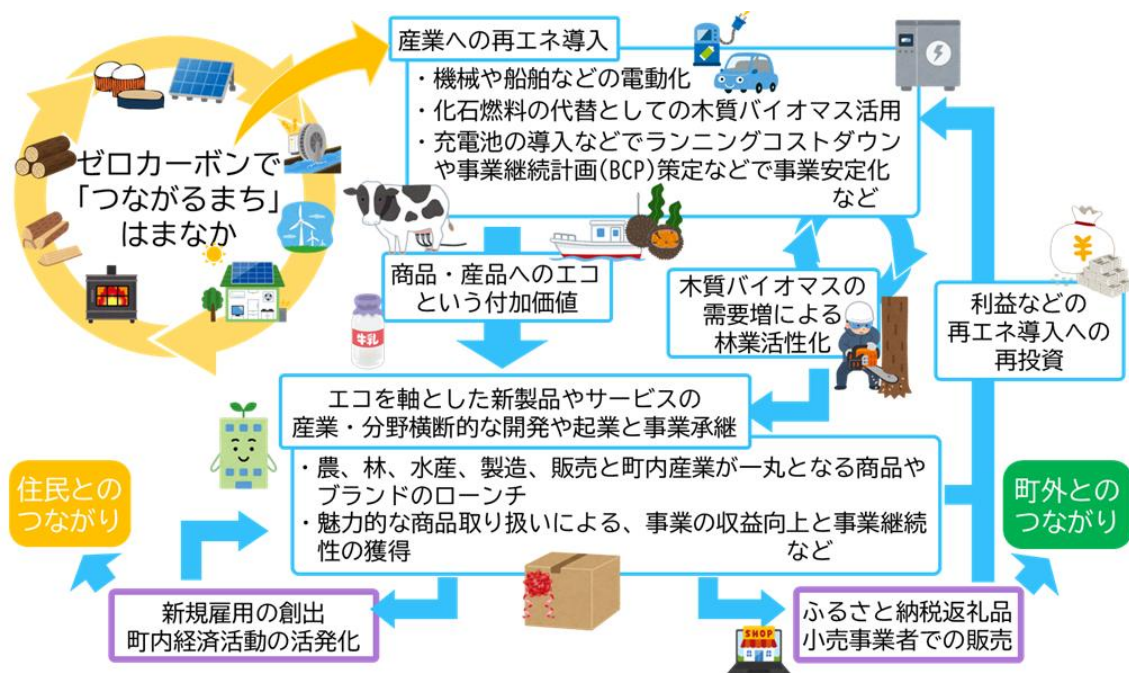 産業への再エネ導入
・機械や船舶などの電動化
・化石燃料の代替としての木質バイオマス活用
・充電池の導入などでランニングコストダウン
や事業継続計画(BCP)策定などで事業安定化
など
ゼロカーボンで
「つながるまち」
はまなか
商品・産品へのエコ
という付加価値
牛乳
木質バイオマスの
需要増による
林業活性化
利益などの
再エネ導入への
再投資
¥
エコを軸とした新製品やサービスの
産業・分野横断的な開発や起業と事業承継
・農、林、水産、製造、販売と町内産業が一丸となる商品や
ブランドのローンチ
・魅力的な商品取り扱いによる、事業の収益向上と事業継続
性の獲得
など
住民との
つながり
町外との
つながり
新規雇用の創出
町内経済活動の活発化
SHOP
ふるさと納税返礼品
小売事業者での販売